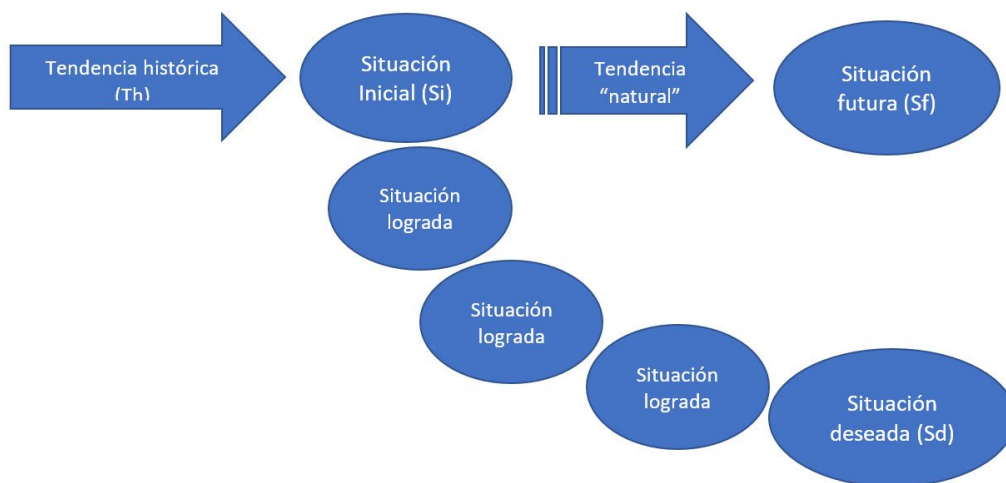 Tendencia histórica
(Th)
Situación
Inicial (Si)
Tendencia
“natural”
Situación
futura (Sf)
Situación
lograda
Situación
lograda
Situación
lograda
Situación
deseada (Sd)